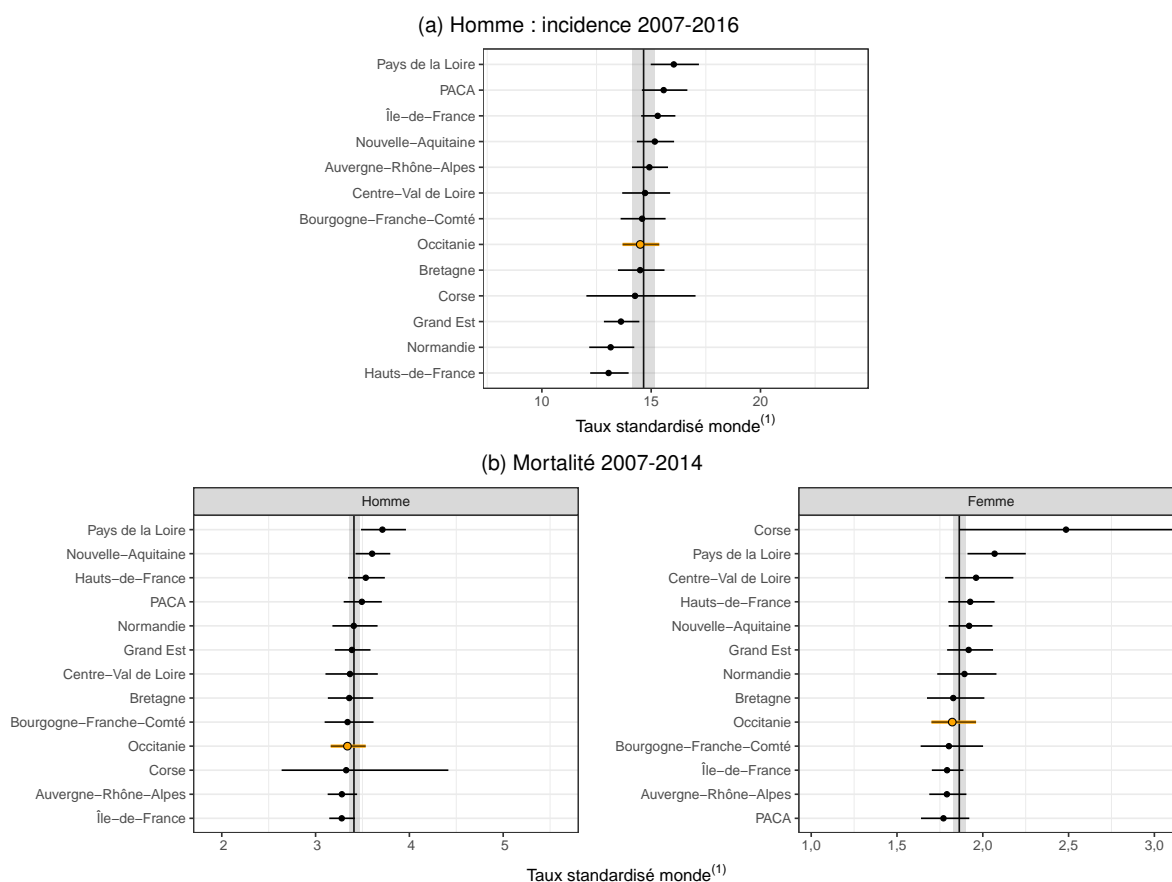 (a) Homme : incidence 2007-2016
Pays de la Loire
PACA
Île−de−France
Nouvelle−Aquitaine
Auvergne−Rhône−Alpes
Centre−Val de Loire
Bourgogne−Franche−Comté
Occitanie
Bretagne
Corse
Grand Est
Normandie
Hauts−de−France
10 15 20
Taux standardisé monde(1)
(b) Mortalité 2007-2014
Homme
Pays de la Loire
Nouvelle−Aquitaine
Hauts−de−France
PACA
Normandie
Grand Est
Centre−Val de Loire
Bretagne
Bourgogne−Franche−Comté
Occitanie
Corse
Auvergne−Rhône−Alpes
Île−de−France
2 3 4 5
Femme
Corse
Pays de la Loire
Centre−Val de Loire
Hauts−de−France
Nouvelle−Aquitaine
Grand Est
Normandie
Bretagne
Occitanie
Bourgogne−Franche−Comté
Île−de−France
Auvergne−Rhône−Alpes
PACA
1,0 1,5 2,0 2,5 3,0
Taux standardisé monde(1)